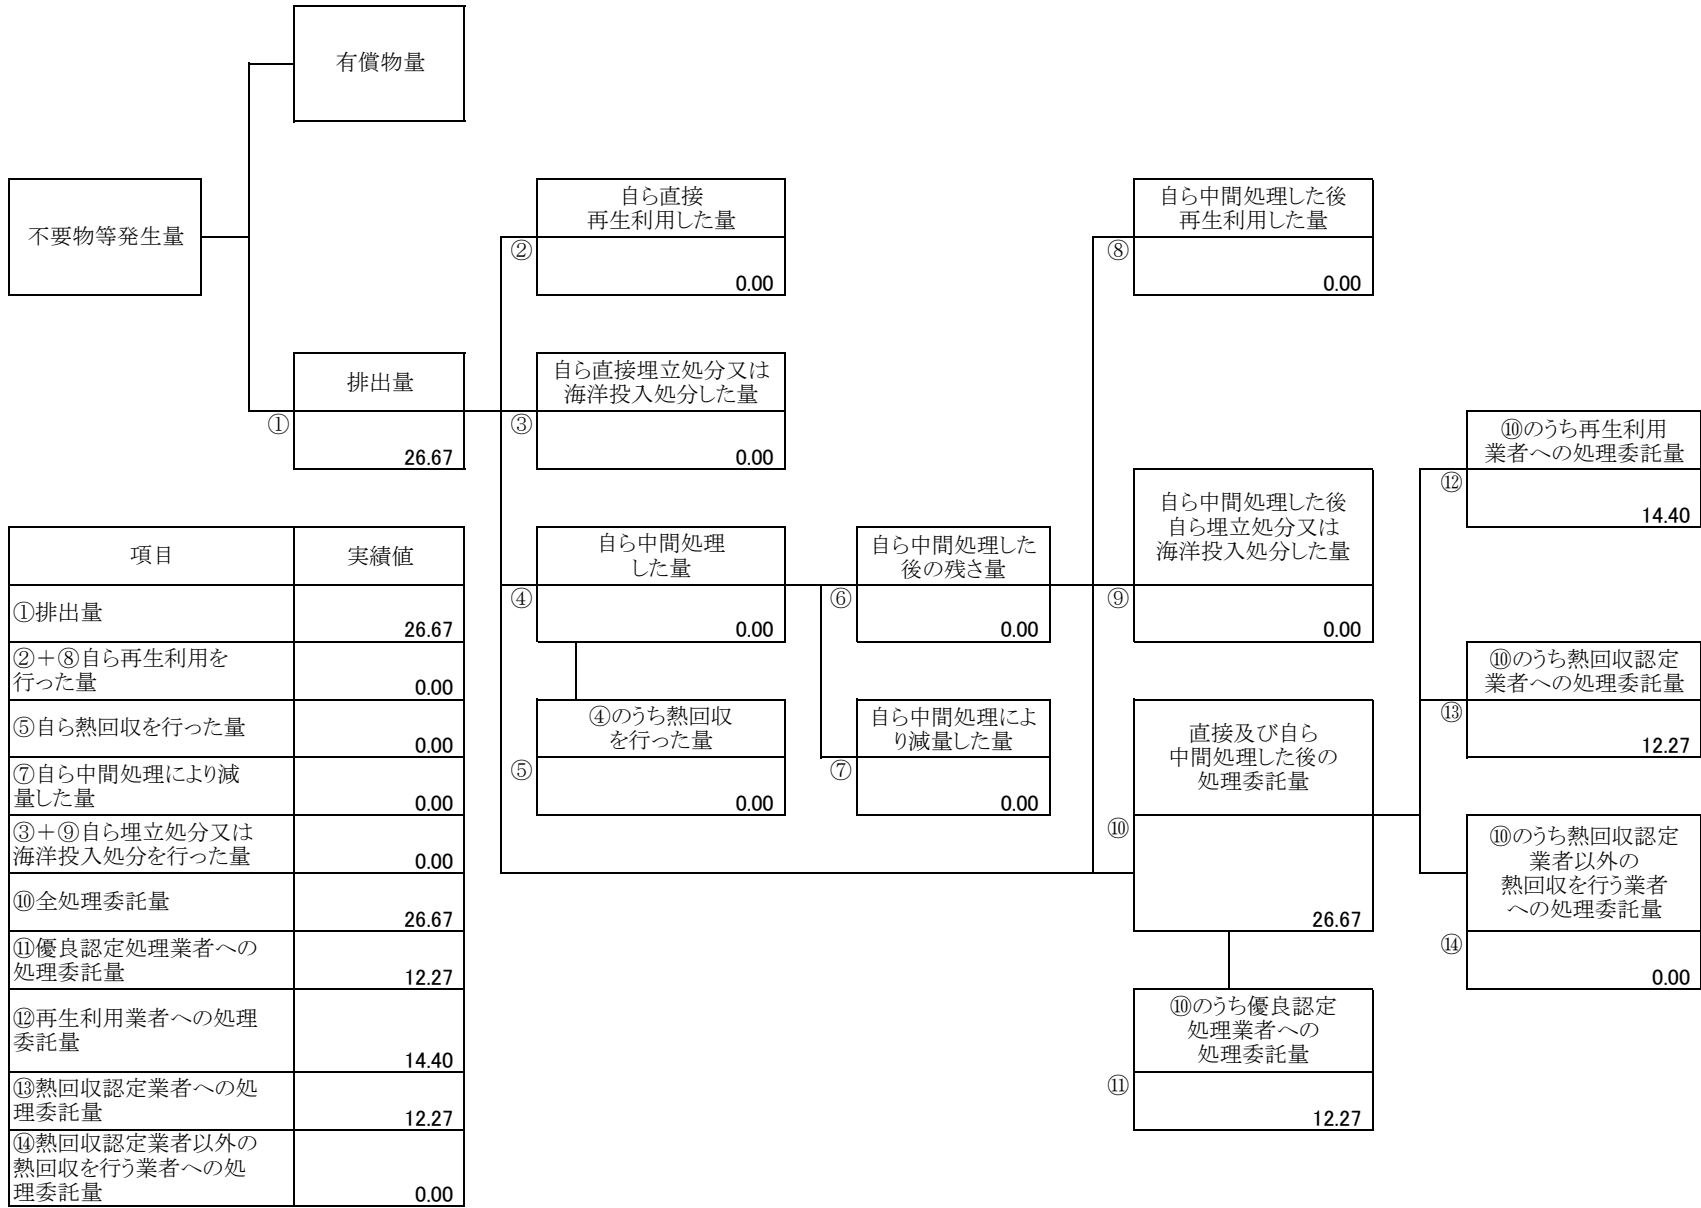 有償物量
不要物等発生量
自ら直接
再生利用した量
②
0.00
自ら中間処理した後
再生利用した量
⑧
0.00
排出量
①
26.67
自ら直接埋立処分又は
海洋投入処分した量
③
0.00
⑩のうち再生利用
業者への処理委託量
⑫
14.40
自ら中間処理
した量
④
0.00
自ら中間処理した
後の残さ量
⑥
0.00
自ら中間処理した後
自ら埋立処分又は
海洋投入処分した量
⑨
0.00
⑩のうち熱回収認定
業者への処理委託量
⑬
12.27
④のうち熱回収
を行った量
⑤
0.00
自ら中間処理によ
り減量した量
⑦
0.00
直接及び自ら
中間処理した後の
処理委託量
⑩
26.67
⑩のうち熱回収認定
業者以外の
熱回収を行う業者
への処理委託量
⑭
0.00
⑩のうち優良認定
処理業者への
処理委託量
⑪
12.27
項目 実績値
①排出量 26.67
②+⑧自ら再生利用を
行った量 0.00
⑤自ら熱回収を行った量 0.00
⑦自ら中間処理により減
量した量 0.00
③+⑨自ら埋立処分又は
海洋投入処分を行った量 0.00
⑩全処理委託量 26.67
⑪優良認定処理業者への
処理委託量 12.27
⑫再生利用業者への処理
委託量 14.40
⑬熱回収認定業者への処
理委託量 12.27
⑭熱回収認定業者以外の
熱回収を行う業者への処
理委託量 0.00